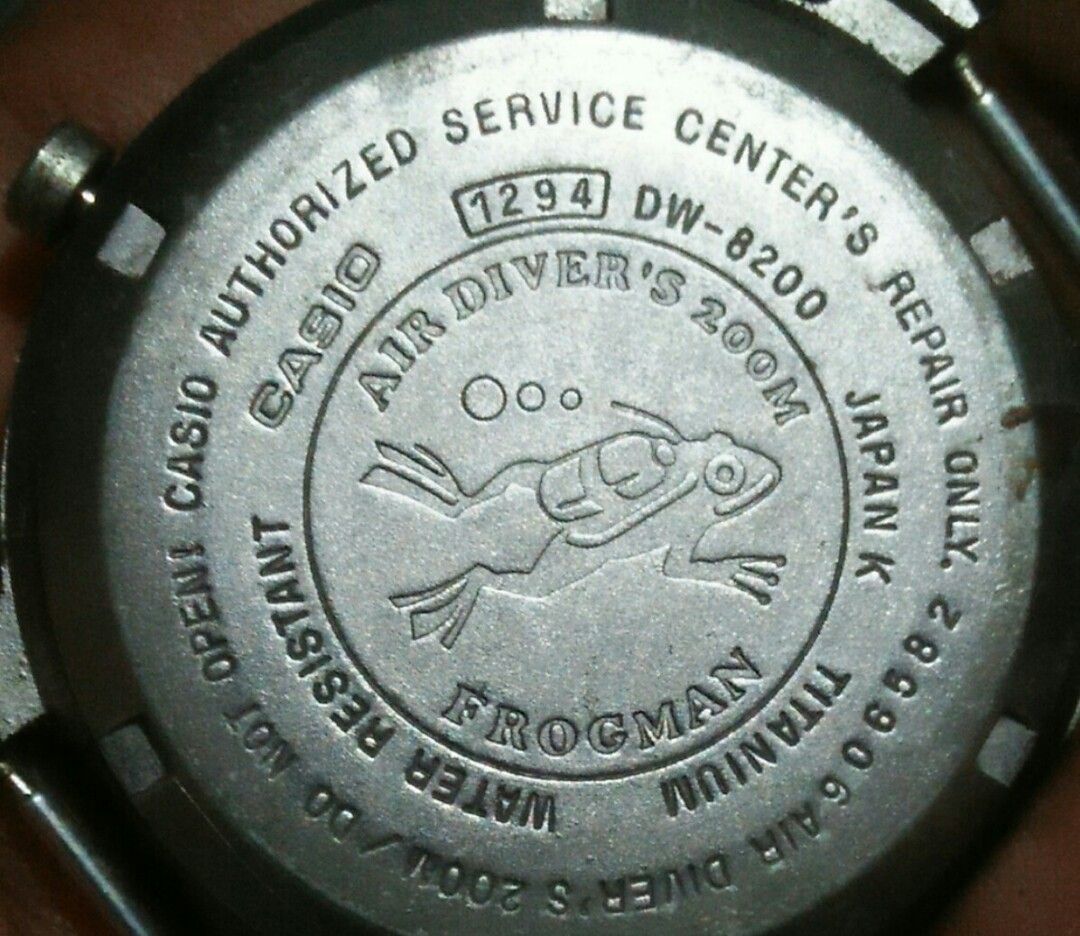 DO NOT OPEN! CASIO AUTHORIZED SERVICE CENTER'S REPAIR ONLY.
285906 AIR DIVER'S 200M/
CASIO
1294 DW-8200
JAPAN K
TITANIUM
WATER RESISTANT
AIR DIVER'S 200M
FROGMAN